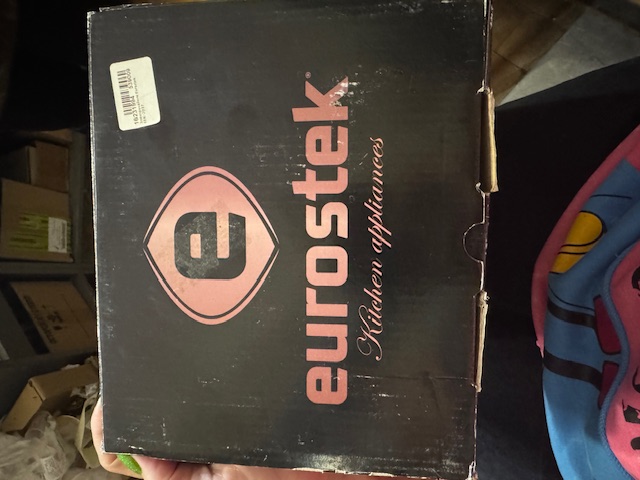 e
eurostek®
Kitchen appliances